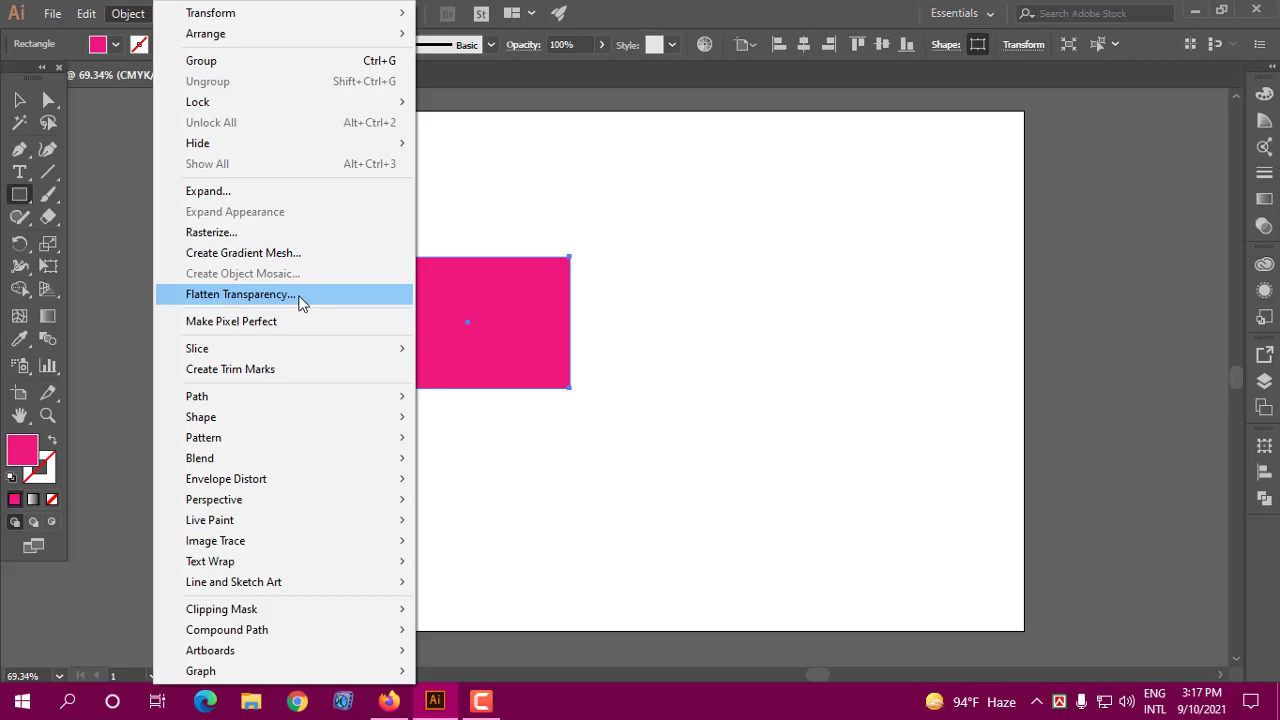 Ai File Edit Object Br St Essentials Search Adobe Stock
Rectangle Basic Opacity: 100% Style: Shape: Transform
@ 69.34% (CMYK/
Transform
Arrange
Group Ctrl+G
Ungroup Shift+Ctrl+G
Lock
Unlock All Alt+Ctrl+2
Hide
Show All Alt+Ctrl+3
Expand...
Expand Appearance
Rasterize...
Create Gradient Mesh...
Create Object Mosaic...
Flatten Transparency...
Make Pixel Perfect
Slice
Create Trim Marks
Path
Shape
Pattern
Blend
Envelope Distort
Perspective
Live Paint
Image Trace
Text Wrap
Line and Sketch Art
Clipping Mask
Compound Path
Artboards
Graph
69.34% 1
Ai 94°F Haze ENG 3:17 PM
INTL 9/10/2021